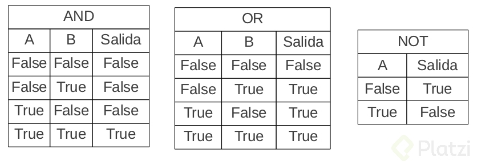 AND
A B Salida
False False False
False True False
True False False
True True True
OR
A B Salida
False False False
False True True
True False True
True True True
NOT
A Salida
False True
True False
Platzi